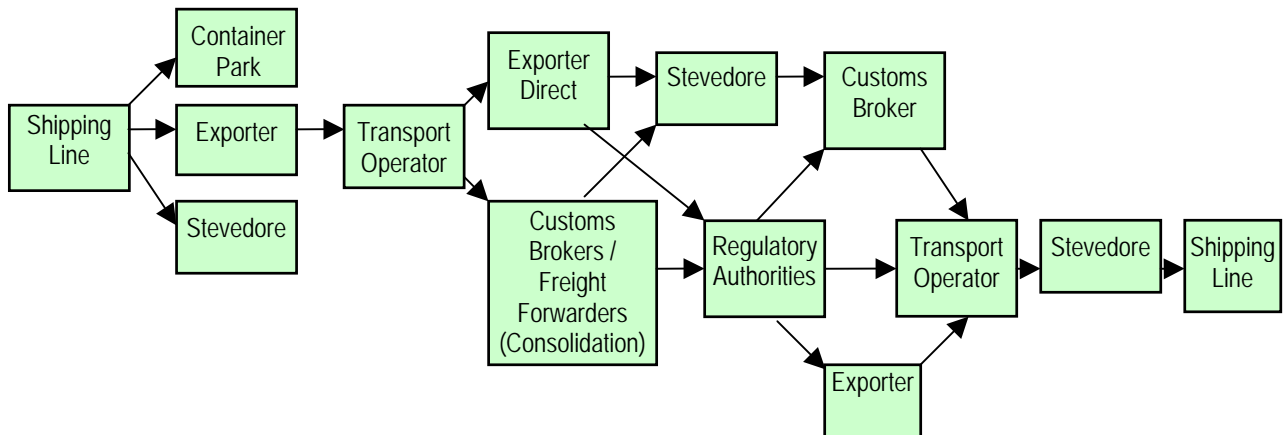 Shipping
Line
Container
Park
Exporter
Stevedore
Transport
Operator
Exporter
Direct
Customs
Brokers /
Freight
Forwarders
(Consolidation)
Stevedore
Regulatory
Authorities
Customs
Broker
Transport
Operator
Exporter
Stevedore
Shipping
Line